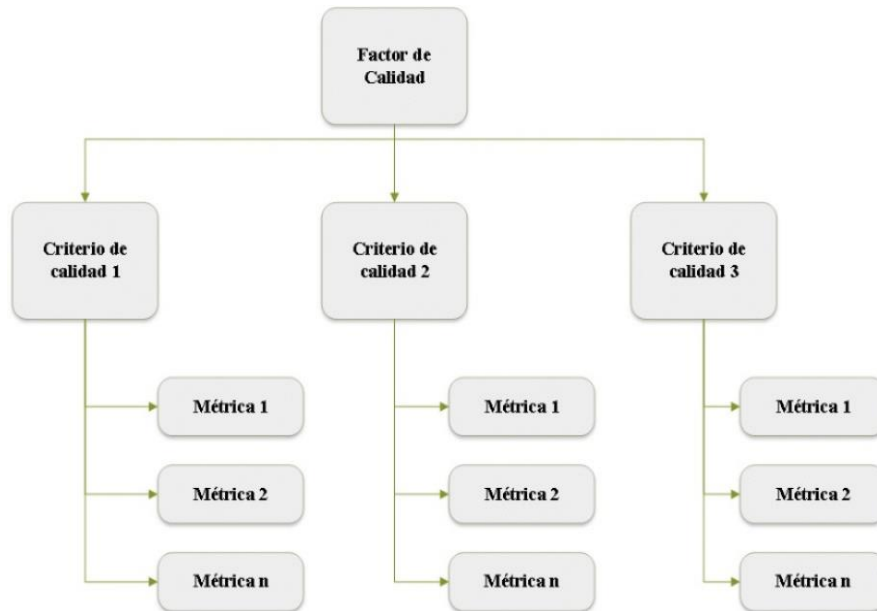 Factor de
Calidad
Criterio de
calidad 1
Criterio de
calidad 2
Criterio de
calidad 3
Métrica 1
Métrica 1
Métrica 1
Métrica 2
Métrica 2
Métrica 2
Métrica n
Métrica n
Métrica n